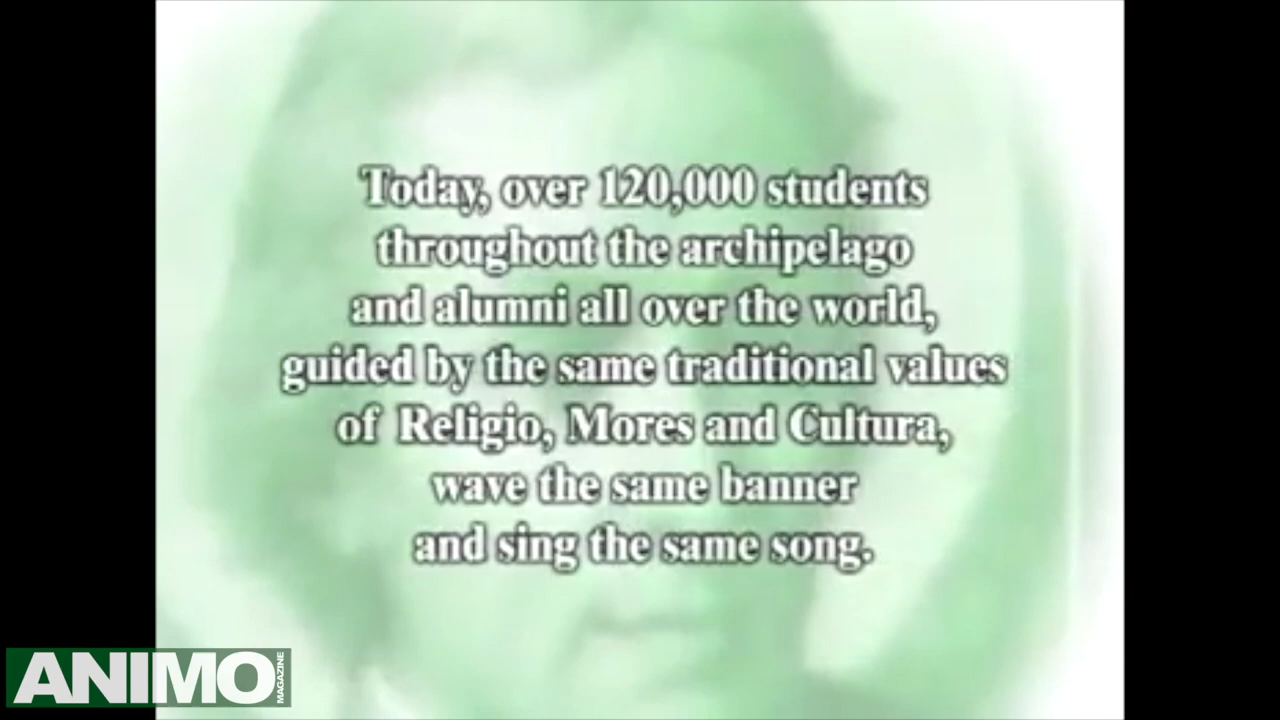 Today, over 120,000 students
throughout the archipelago
and alumni all over the world,
guided by the same traditional values
of Religio, Mores and Cultura,
wave the same banner
and sing the same song.
ANIMO
MAGAZINE